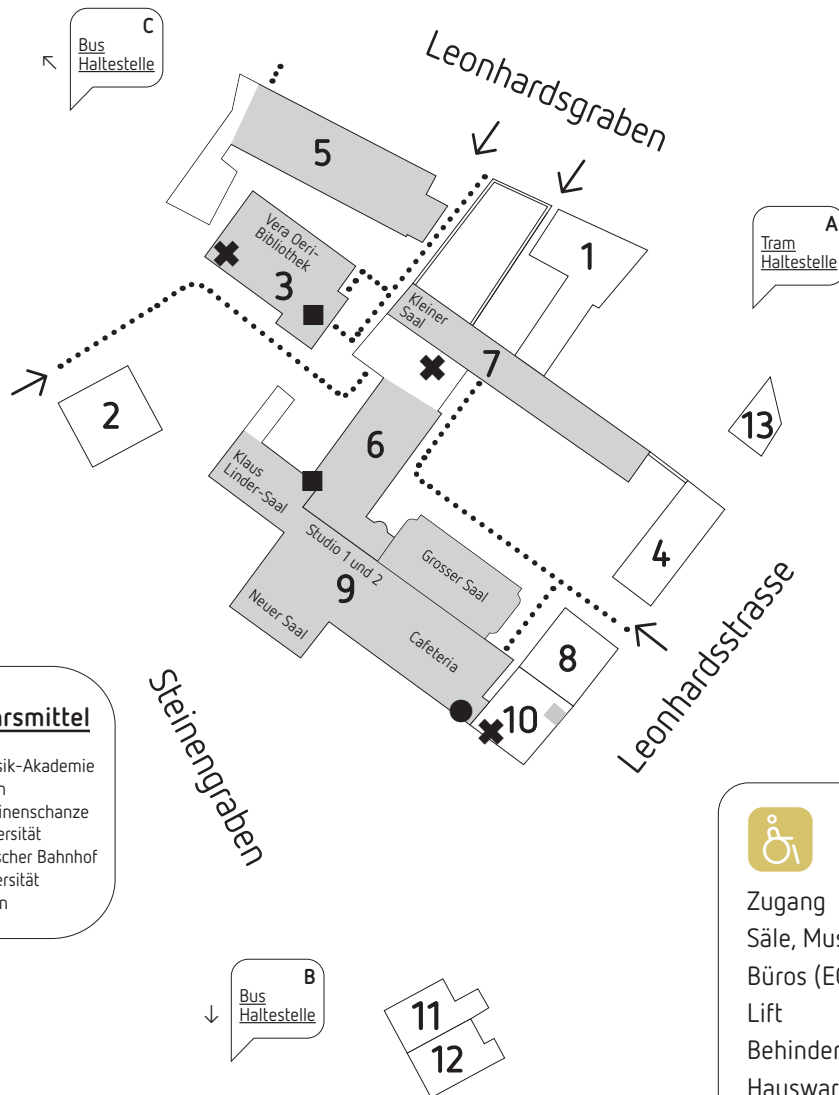 C
Bus
Haltestelle
Leonhardsgraben
5
A
Tram
Haltestelle
1
Vera Oeri-
Bibliothek
3
Kleiner
Saal
7
2
13
6
Klaus
Linder-Saal
4
Studio 1 und 2
Grosser Saal
9
Neuer Saal
Cafeteria
8
10
Leonhardsstrasse
Steinengraben
B
Bus
Haltestelle
11
12
Zugang
Lift